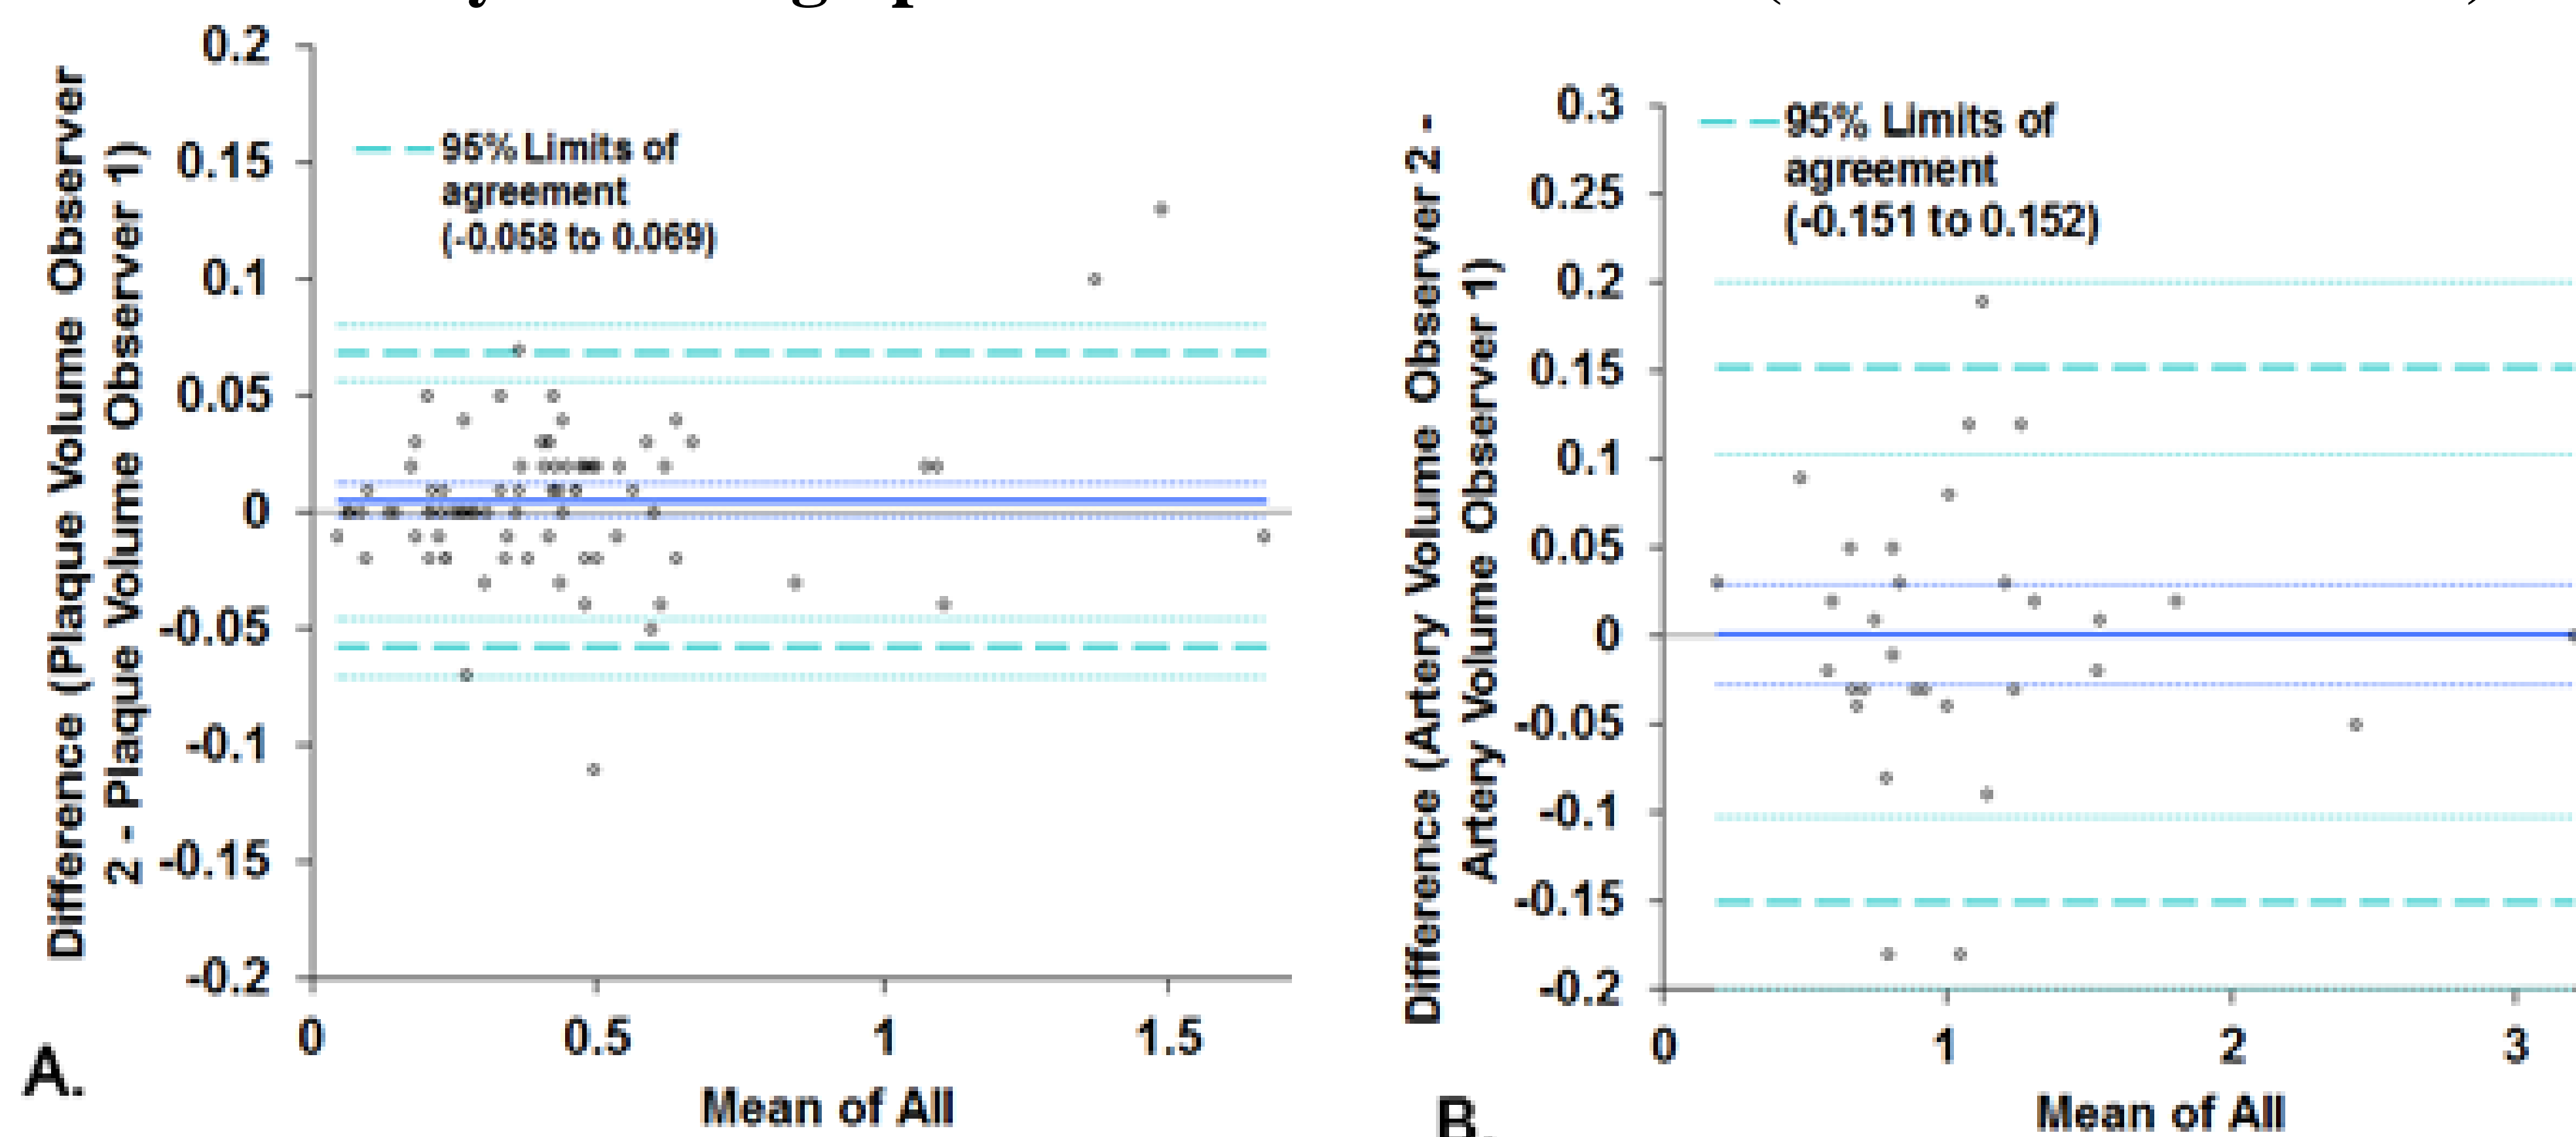 0.2
0.15
0.1
0.05
0
-0.05
-0.1
-0.15
-0.2
Difference (Plaque Volume Observer
2 - Plaque Volume Observer 1)
95% Limits of
agreement
(-0.058 to 0.069)
0 0.5 1 1.5
Mean of All
A.
0.3
0.25
0.2
0.15
0.1
0.05
0
-0.05
-0.1
-0.15
-0.2
Difference (Artery Volume Observer 2 -
Artery Volume Observer 1)
95% Limits of
agreement
(-0.151 to 0.152)
0 1 2 3
Mean of All
B.